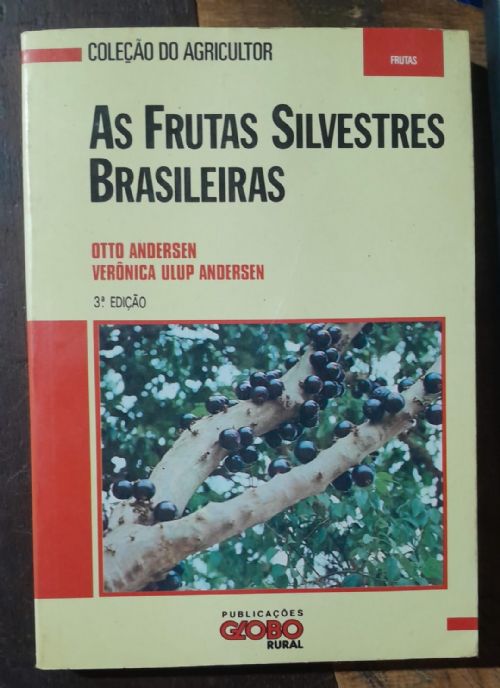 COLEÇÃO DO AGRICULTOR
FRUTAS
AS FRUTAS SILVESTRES
BRASILEIRAS
OTTO ANDERSEN
VERÔNICA ULUP ANDERSEN
3ª EDIÇÃO
PUBLICAÇÕES
GLOBO
RURAL